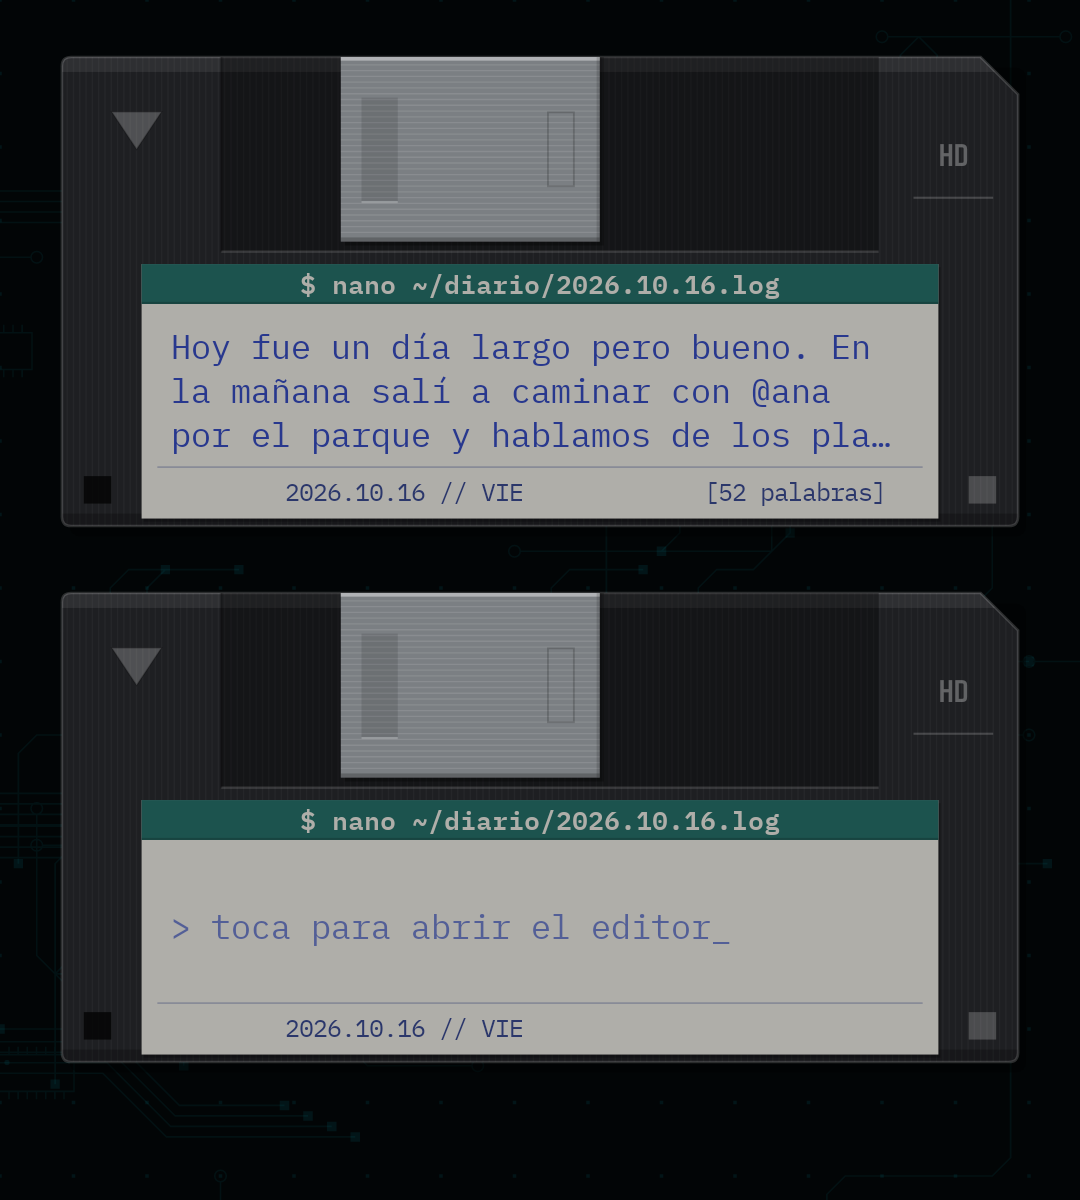 HD
$ nano ~/diario/2026.10.16.log
Hoy fue un día largo pero bueno. En
la mañana salí a caminar con @ana
por el parque y hablamos de los pla…
2026.10.16 // VIE [52 palabras]
HD
$ nano ~/diario/2026.10.16.log
> toca para abrir el editor_
2026.10.16 // VIE